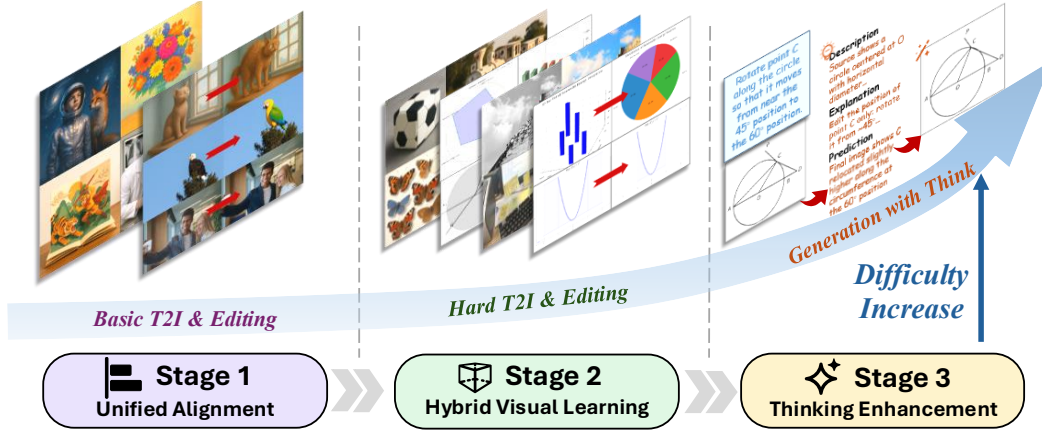 Rotate point C
along the circle
so that it moves
from near the
45° position to
the 60° position.
Description
Source shows a
circle centered at O
with horizontal
diameter...
Explanation
Edit the position of
point C only: rotate
it from ~45°...
Prediction
Final image shows C
relocated slightly
higher along the
circumference at
the 60° position
Generation with Think
Difficulty
Increase
Hard T2I & Editing
Basic T2I & Editing
Stage 1
Unified Alignment
Stage 2
Hybrid Visual Learning
Stage 3
Thinking Enhancement